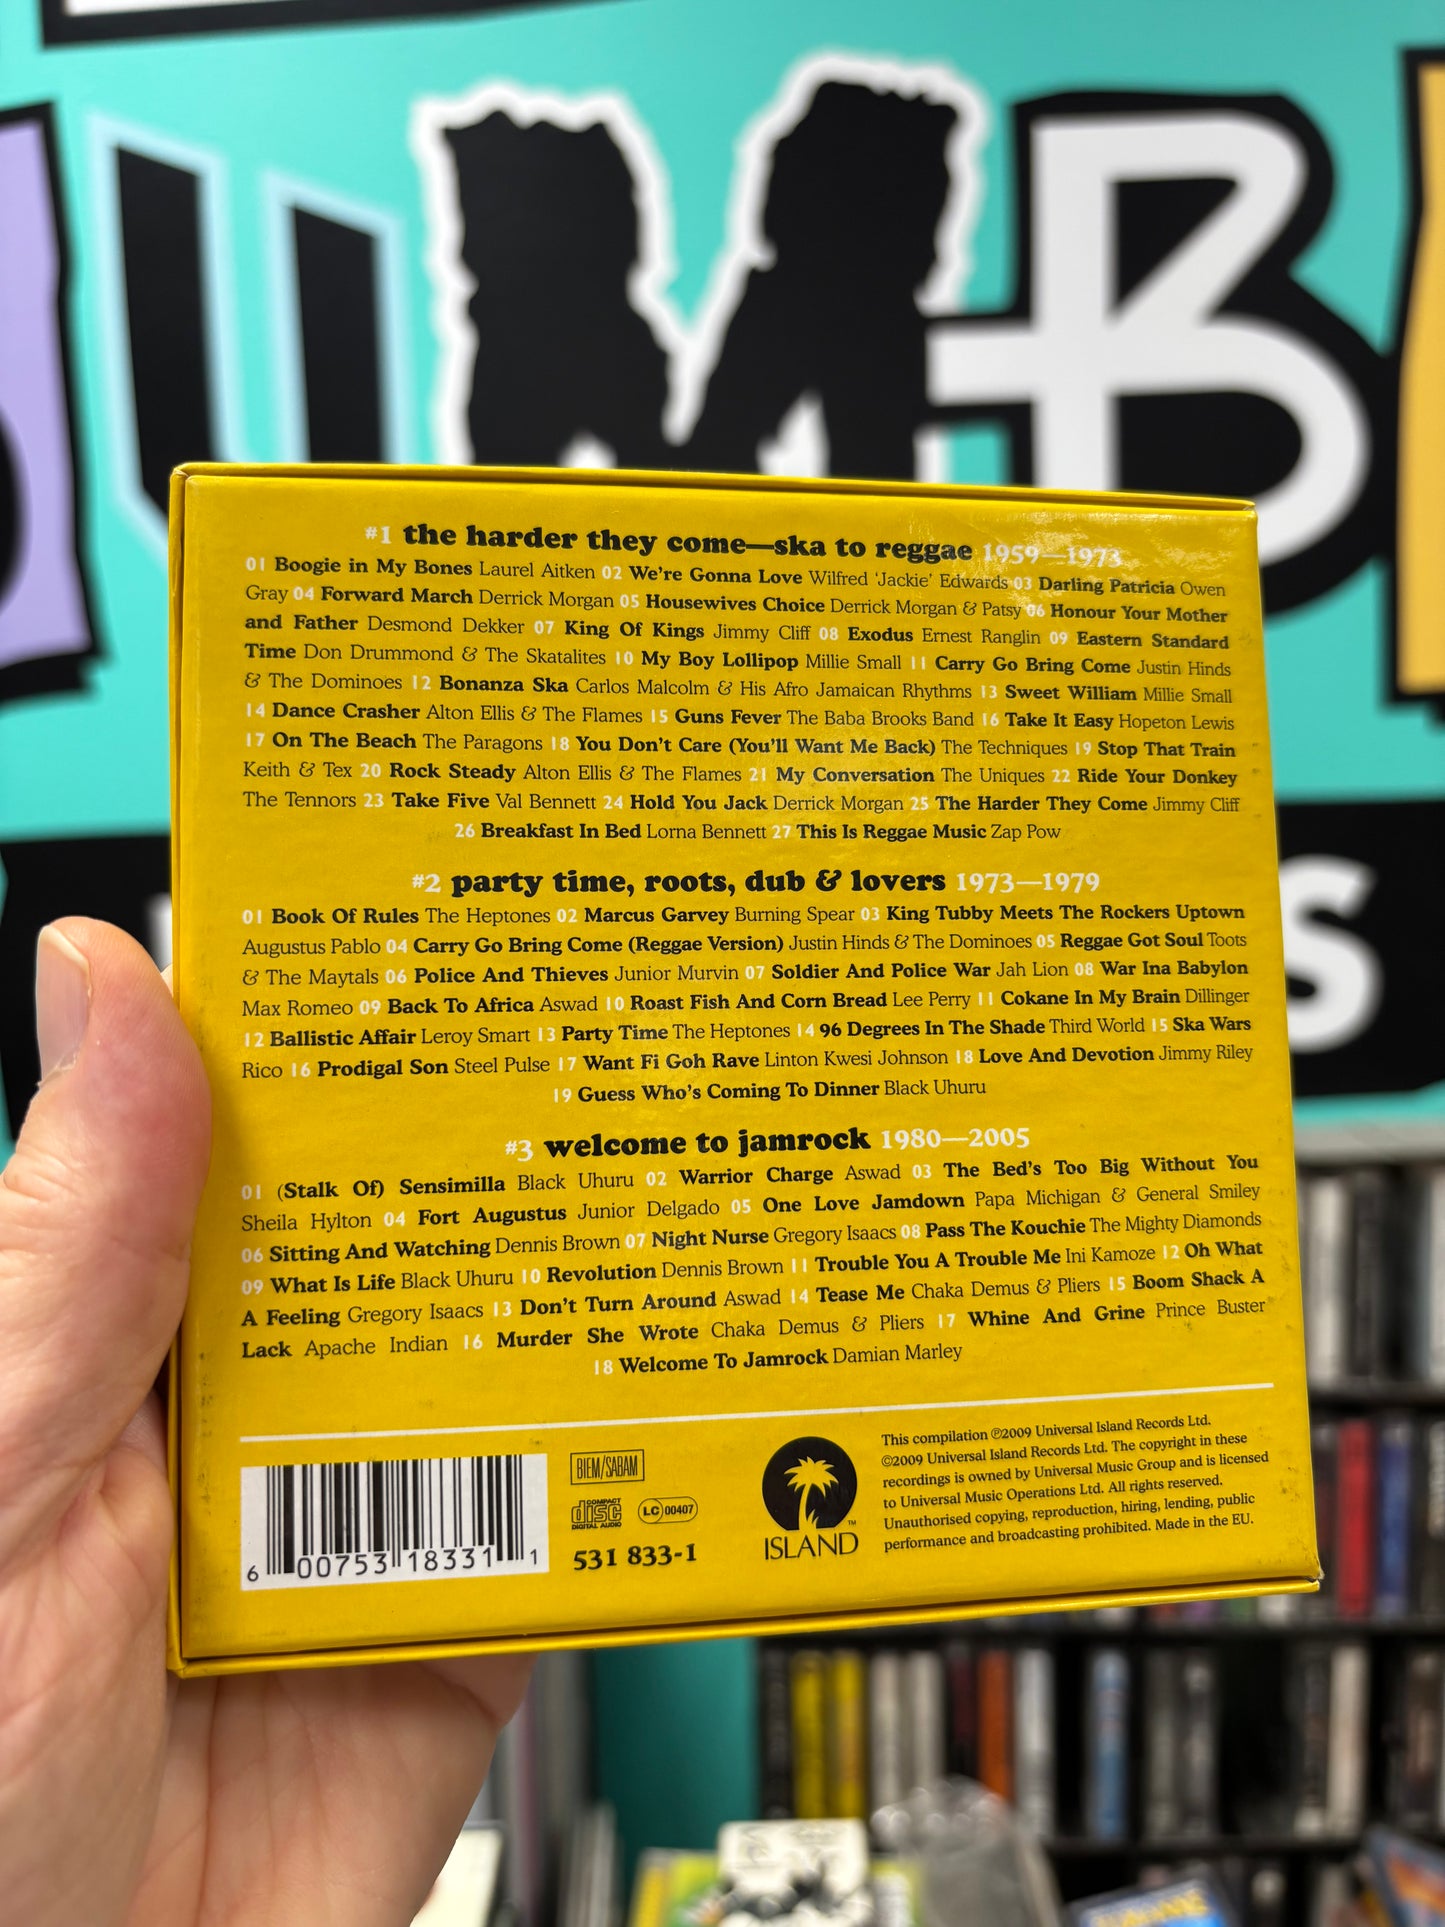 UMB
#1 the harder they come—ska to reggae 1959—1973
01 Boogie in My Bones Laurel Aitken 02 We're Gonna Love Wilfred 'Jackie' Edwards 03 Darling Patricia Owen
Gray 04 Forward March Derrick Morgan 05 Housewives Choice Derrick Morgan & Patsy 06 Honour Your Mother
and Father Desmond Dekker 07 King Of Kings Jimmy Cliff 08 Exodus Ernest Ranglin 09 Eastern Standard
Time Don Drummond & The Skatalites 10 My Boy Lollipop Millie Small 11 Carry Go Bring Come Justin Hinds
& The Dominoes 12 Bonanza Ska Carlos Malcolm & His Afro Jamaican Rhythms 13 Sweet William Millie Small
14 Dance Crasher Alton Ellis & The Flames 15 Guns Fever The Baba Brooks Band 16 Take It Easy Hopeton Lewis
17 On The Beach The Paragons 18 You Don't Care (You'll Want Me Back) The Techniques 19 Stop That Train
Keith & Tex 20 Rock Steady Alton Ellis & The Flames 21 My Conversation The Uniques 22 Ride Your Donkey
The Tennors 23 Take Five Val Bennett 24 Hold You Jack Derrick Morgan 25 The Harder They Come Jimmy Cliff
26 Breakfast In Bed Lorna Bennett 27 This Is Reggae Music Zap Pow
#2 party time, roots, dub & lovers 1973—1979
01 Book Of Rules The Heptones 02 Marcus Garvey Burning Spear 03 King Tubby Meets The Rockers Uptown
Augustus Pablo 04 Carry Go Bring Come (Reggae Version) Justin Hinds & The Dominoes 05 Reggae Got Soul Toots
& The Maytals 06 Police And Thieves Junior Murvin 07 Soldier And Police War Jah Lion 08 War Ina Babylon
Max Romeo 09 Back To Africa Aswad 10 Roast Fish And Corn Bread Lee Perry 11 Cokane In My Brain Dillinger
12 Ballistic Affair Leroy Smart 13 Party Time The Heptones 14 96 Degrees In The Shade Third World 15 Ska Wars
Rico 16 Prodigal Son Steel Pulse 17 Want Fi Goh Rave Linton Kwesi Johnson 18 Love And Devotion Jimmy Riley
19 Guess Who's Coming To Dinner Black Uhuru
#3 welcome to jamrock 1980—2005
01 (Stalk Of) Sensimilla Black Uhuru 02 Warrior Charge Aswad 03 The Bed's Too Big Without You
Sheila Hylton 04 Fort Augustus Junior Delgado 05 One Love Jamdown Papa Michigan & General Smiley
06 Sitting And Watching Dennis Brown 07 Night Nurse Gregory Isaacs 08 Pass The Kouchie The Mighty Diamonds
09 What Is Life Black Uhuru 10 Revolution Dennis Brown 11 Trouble You A Trouble Me Ini Kamoze 12 Oh What
A Feeling Gregory Isaacs 13 Don't Turn Around Aswad 14 Tease Me Chaka Demus & Pliers 15 Boom Shack A
Lack Apache Indian 16 Murder She Wrote Chaka Demus & Pliers 17 Whine And Grine Prince Buster
18 Welcome To Jamrock Damian Marley
6 00753 18331 1
BIEM/SABAM
COMPACT
disc
DIGITAL AUDIO
LC 00407
531 833-1
TM
ISLAND
This compilation ℗2009 Universal Island Records Ltd.
©2009 Universal Island Records Ltd. The copyright in these
recordings is owned by Universal Music Group and is licensed
to Universal Music Operations Ltd. All rights reserved.
Unauthorised copying, reproduction, hiring, lending, public
performance and broadcasting prohibited. Made in the EU.